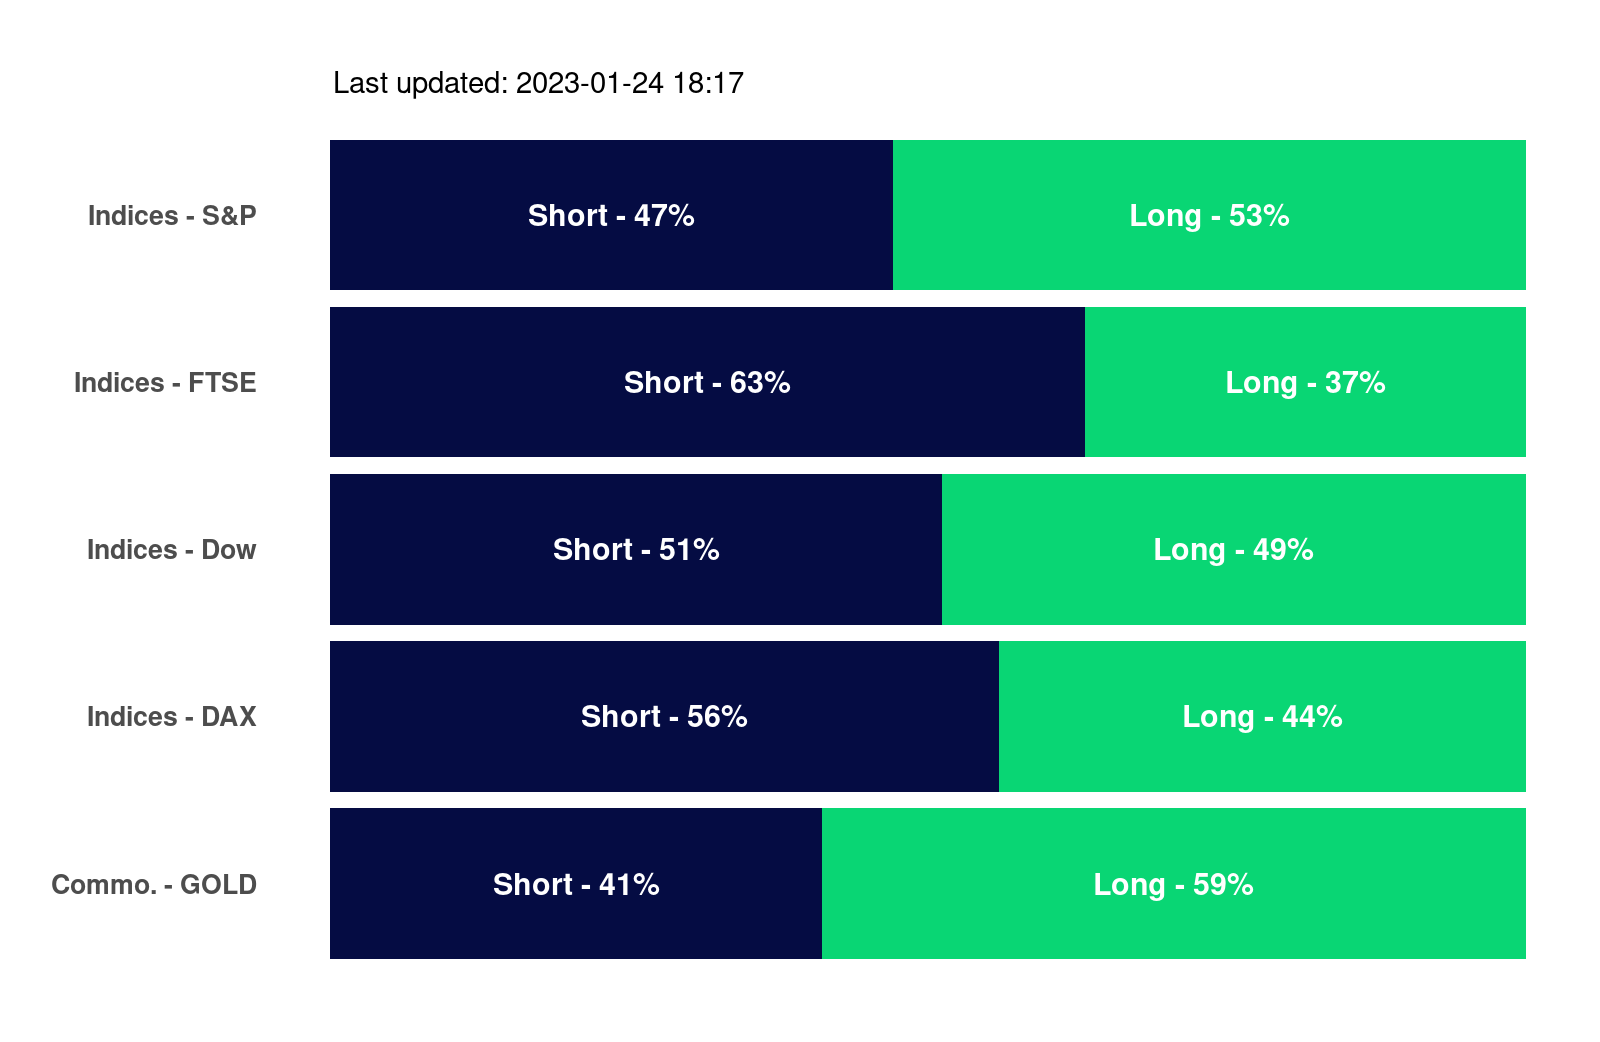 Last updated: 2023-01-24 18:17
Indices - S&P Short - 47% Long - 53%
Indices - FTSE Short - 63% Long - 37%
Indices - Dow Short - 51% Long - 49%
Indices - DAX Short - 56% Long - 44%
Commo. - GOLD Short - 41% Long - 59%